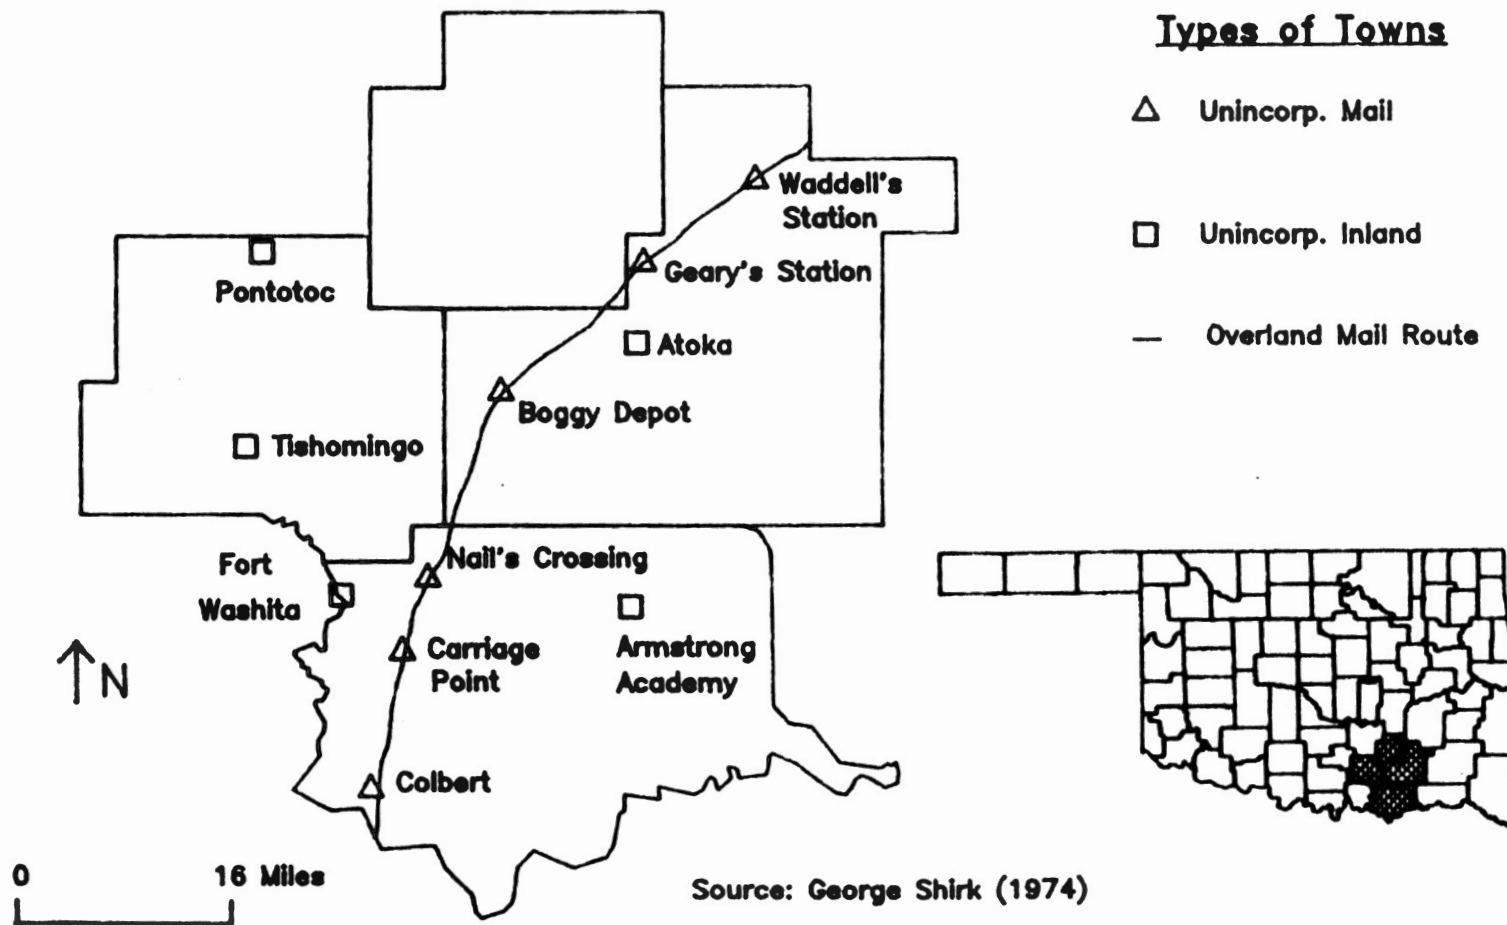 Types of Towns
Unincorp. Mail
Unincorp. Inland
Overland Mail Route
Waddell's
Station
Geary's Station
Pontotoc
Atoka
Boggy Depot
Tishomingo
Nail's Crossing
Fort
Washita
Carriage
Point
Armstrong
Academy
N
Colbert
0
16 Miles
Source: George Shirk (1974)